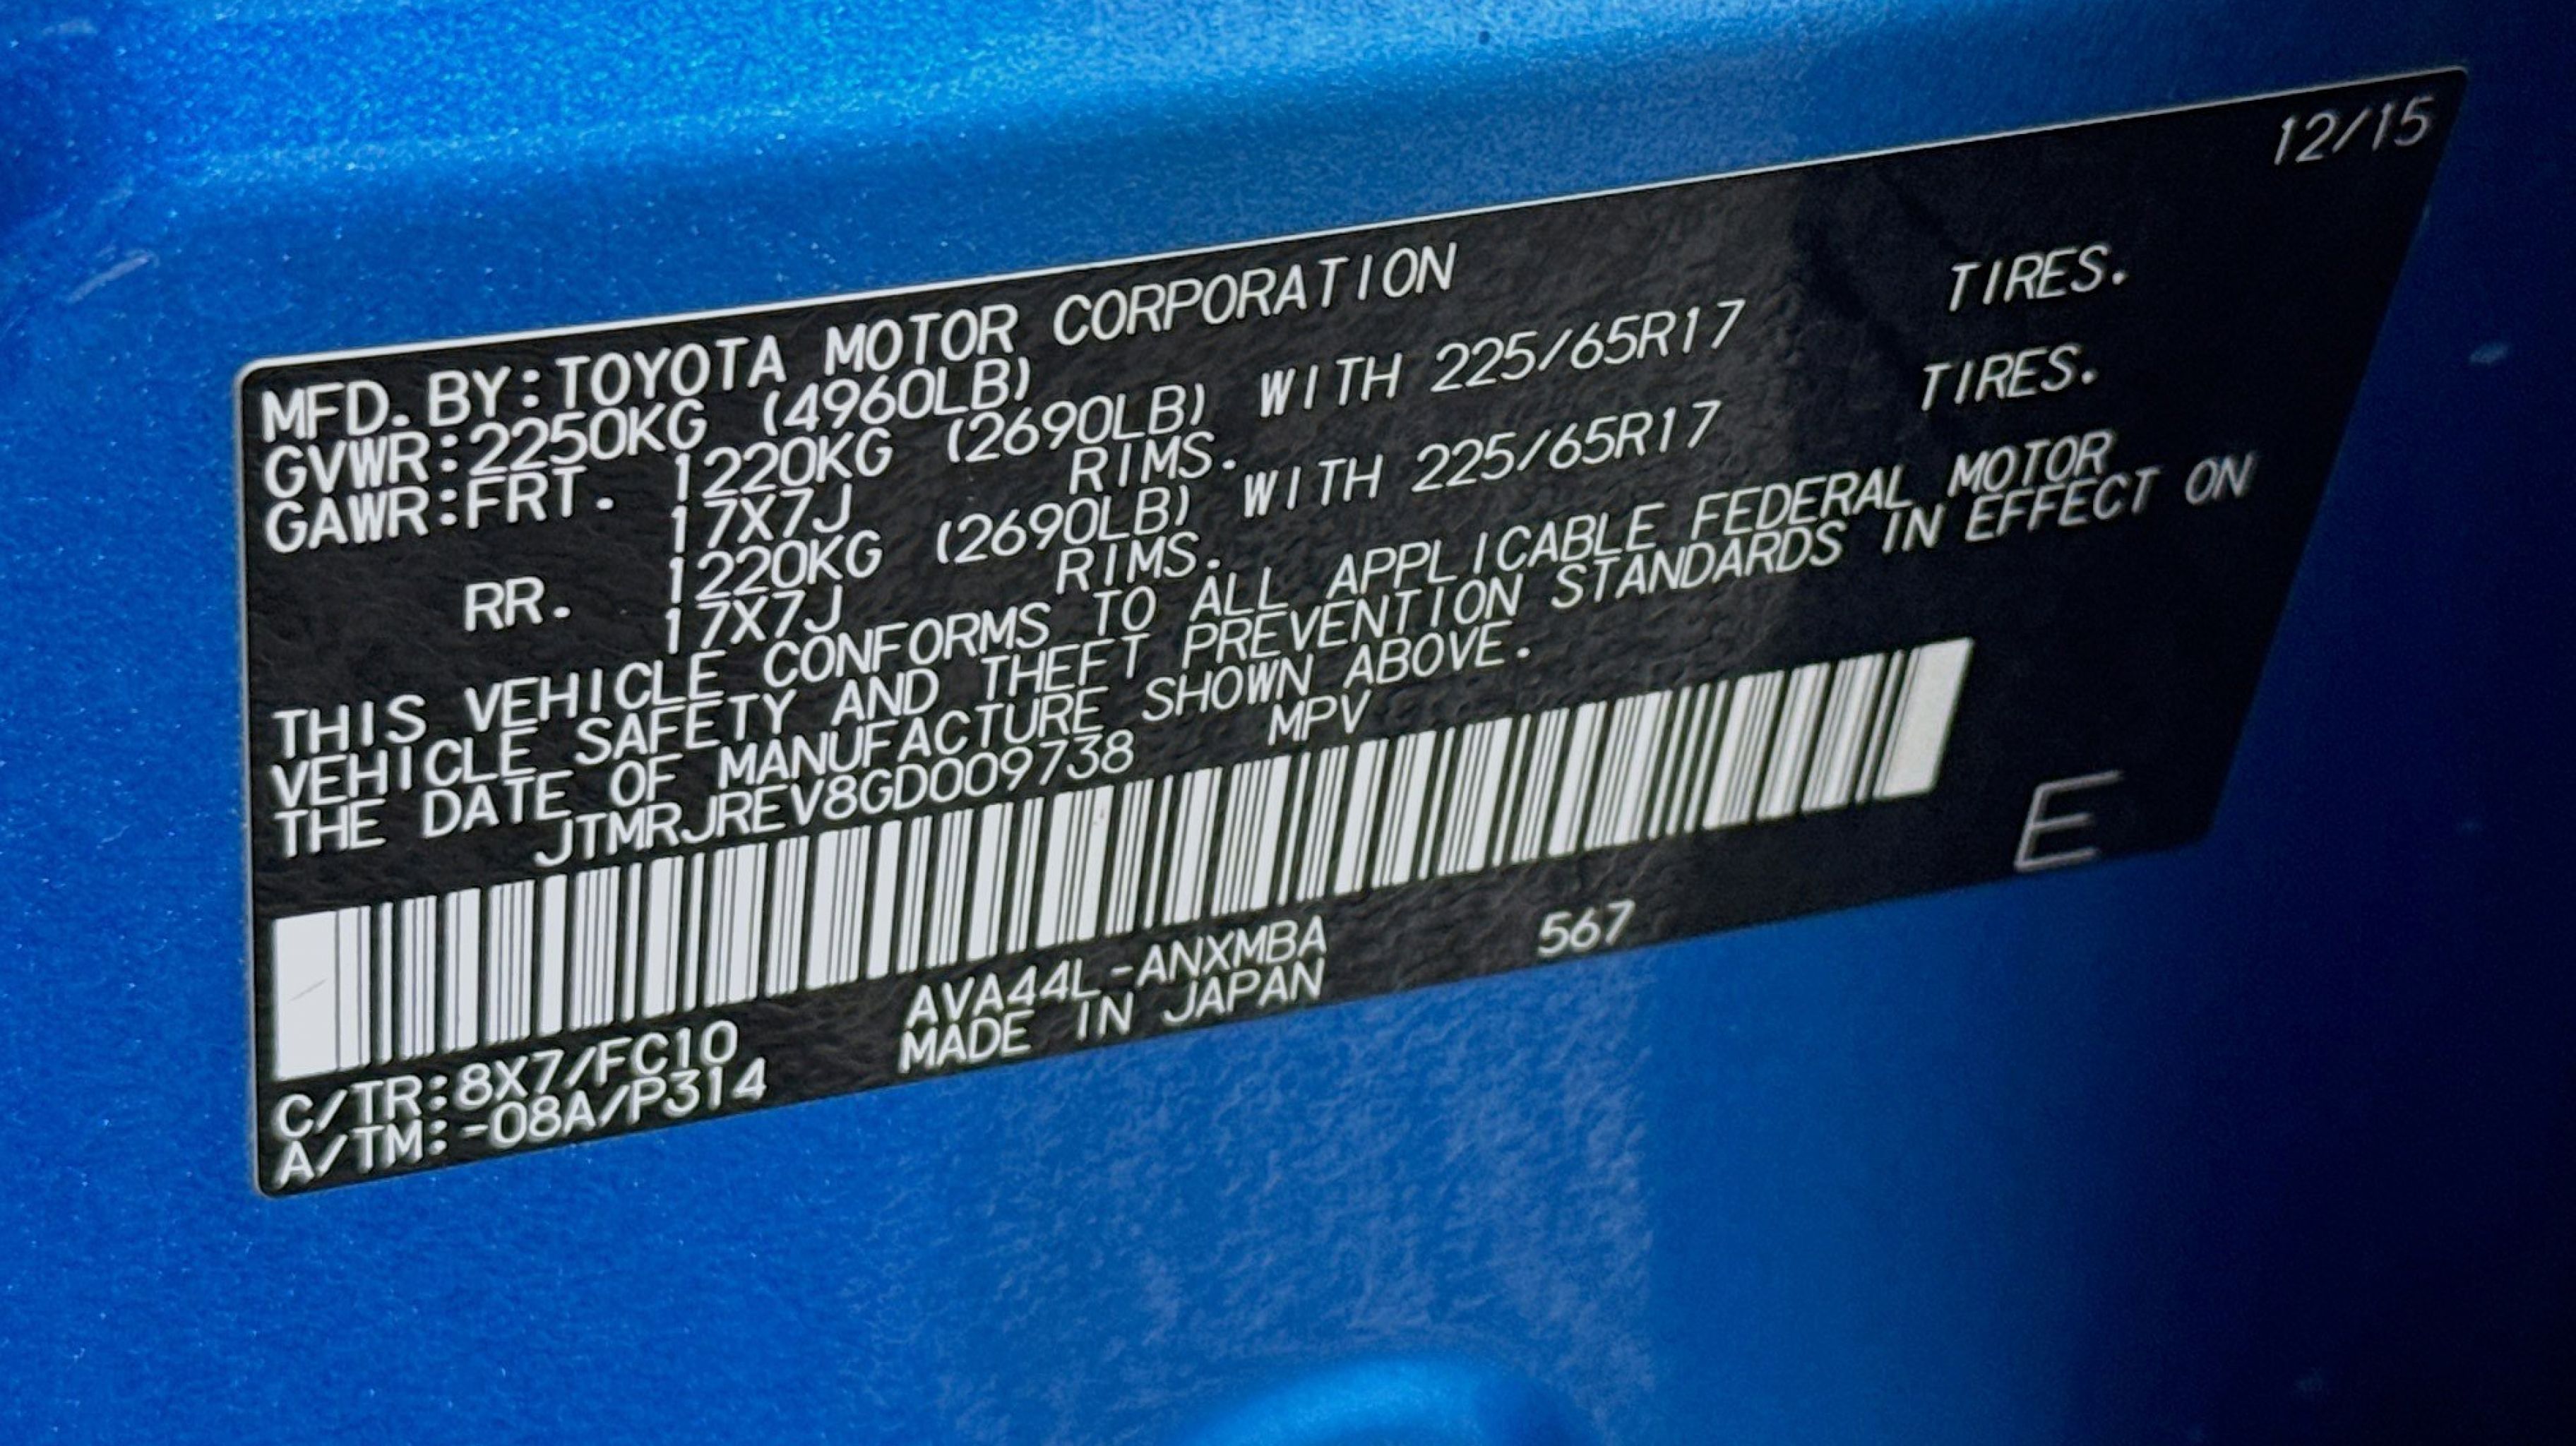 12/15
MFD.BY:TOYOTA MOTOR CORPORATION
GVWR:2250KG (4960LB)
GAWR:FRT. 1220KG (2690LB) WITH 225/65R17 TIRES.
17X7J RIMS.
RR. 1220KG (2690LB) WITH 225/65R17 TIRES.
17X7J RIMS.
THIS VEHICLE CONFORMS TO ALL APPLICABLE FEDERAL MOTOR
VEHICLE SAFETY AND THEFT PREVENTION STANDARDS IN EFFECT ON
THE DATE OF MANUFACTURE SHOWN ABOVE.
JTMRJREV8GD009738 MPV
E
C/TR:8X7/FC10 AVA44L-ANXMBA 567
A/TM:-08A/P314 MADE IN JAPAN